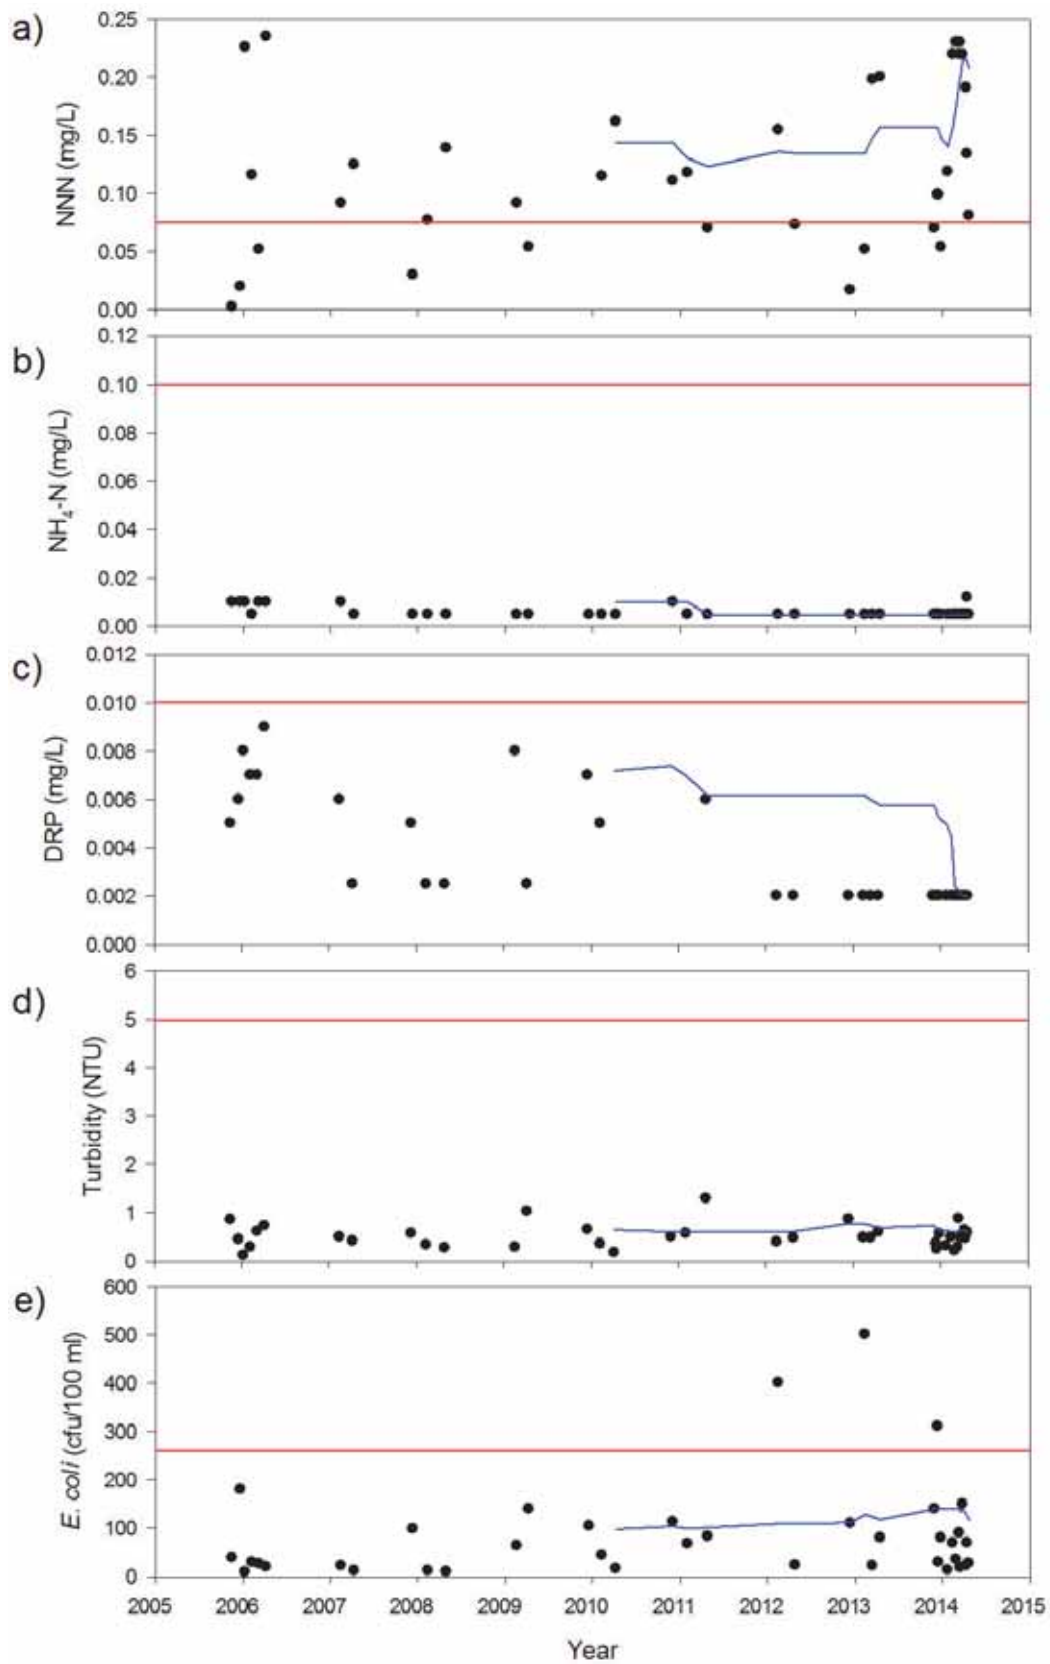 a)
NNN (mg/L)
0.25
0.20
0.15
0.10
0.05
0.00
b)
NH₄-N (mg/L)
0.12
0.10
0.08
0.06
0.04
0.02
0.00
c)
DRP (mg/L)
0.012
0.010
0.008
0.006
0.004
0.002
0.000
d)
Turbidity (NTU)
6
5
4
3
2
1
0
e)
E. coli (cfu/100 ml)
600
500
400
300
200
100
0
2005 2006 2007 2008 2009 2010 2011 2012 2013 2014 2015
Year